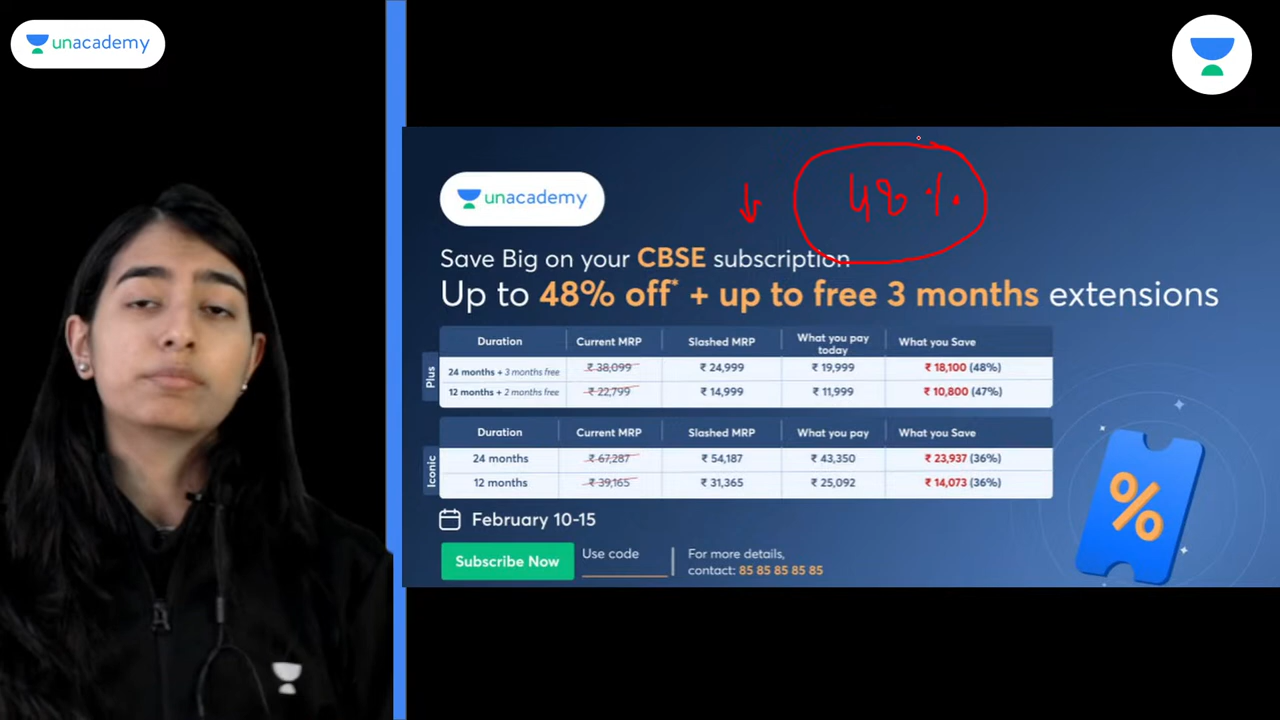 unacademy
48%
unacademy
Save Big on your CBSE subscription
Up to 48% off* + up to free 3 months extensions
Plus
Duration Current MRP Slashed MRP What you pay today What you Save
24 months + 3 months free ₹ 38,099 ₹ 24,999 ₹ 19,999 ₹ 18,100 (48%)
12 months + 2 months free ₹ 22,799 ₹ 14,999 ₹ 11,999 ₹ 10,800 (47%)
Iconic
Duration Current MRP Slashed MRP What you pay What you Save
24 months ₹ 67,287 ₹ 54,187 ₹ 43,350 ₹ 23,937 (36%)
12 months ₹ 39,165 ₹ 31,365 ₹ 25,092 ₹ 14,073 (36%)
February 10-15
Subscribe Now
Use code
For more details,
contact: 85 85 85 85 85
%